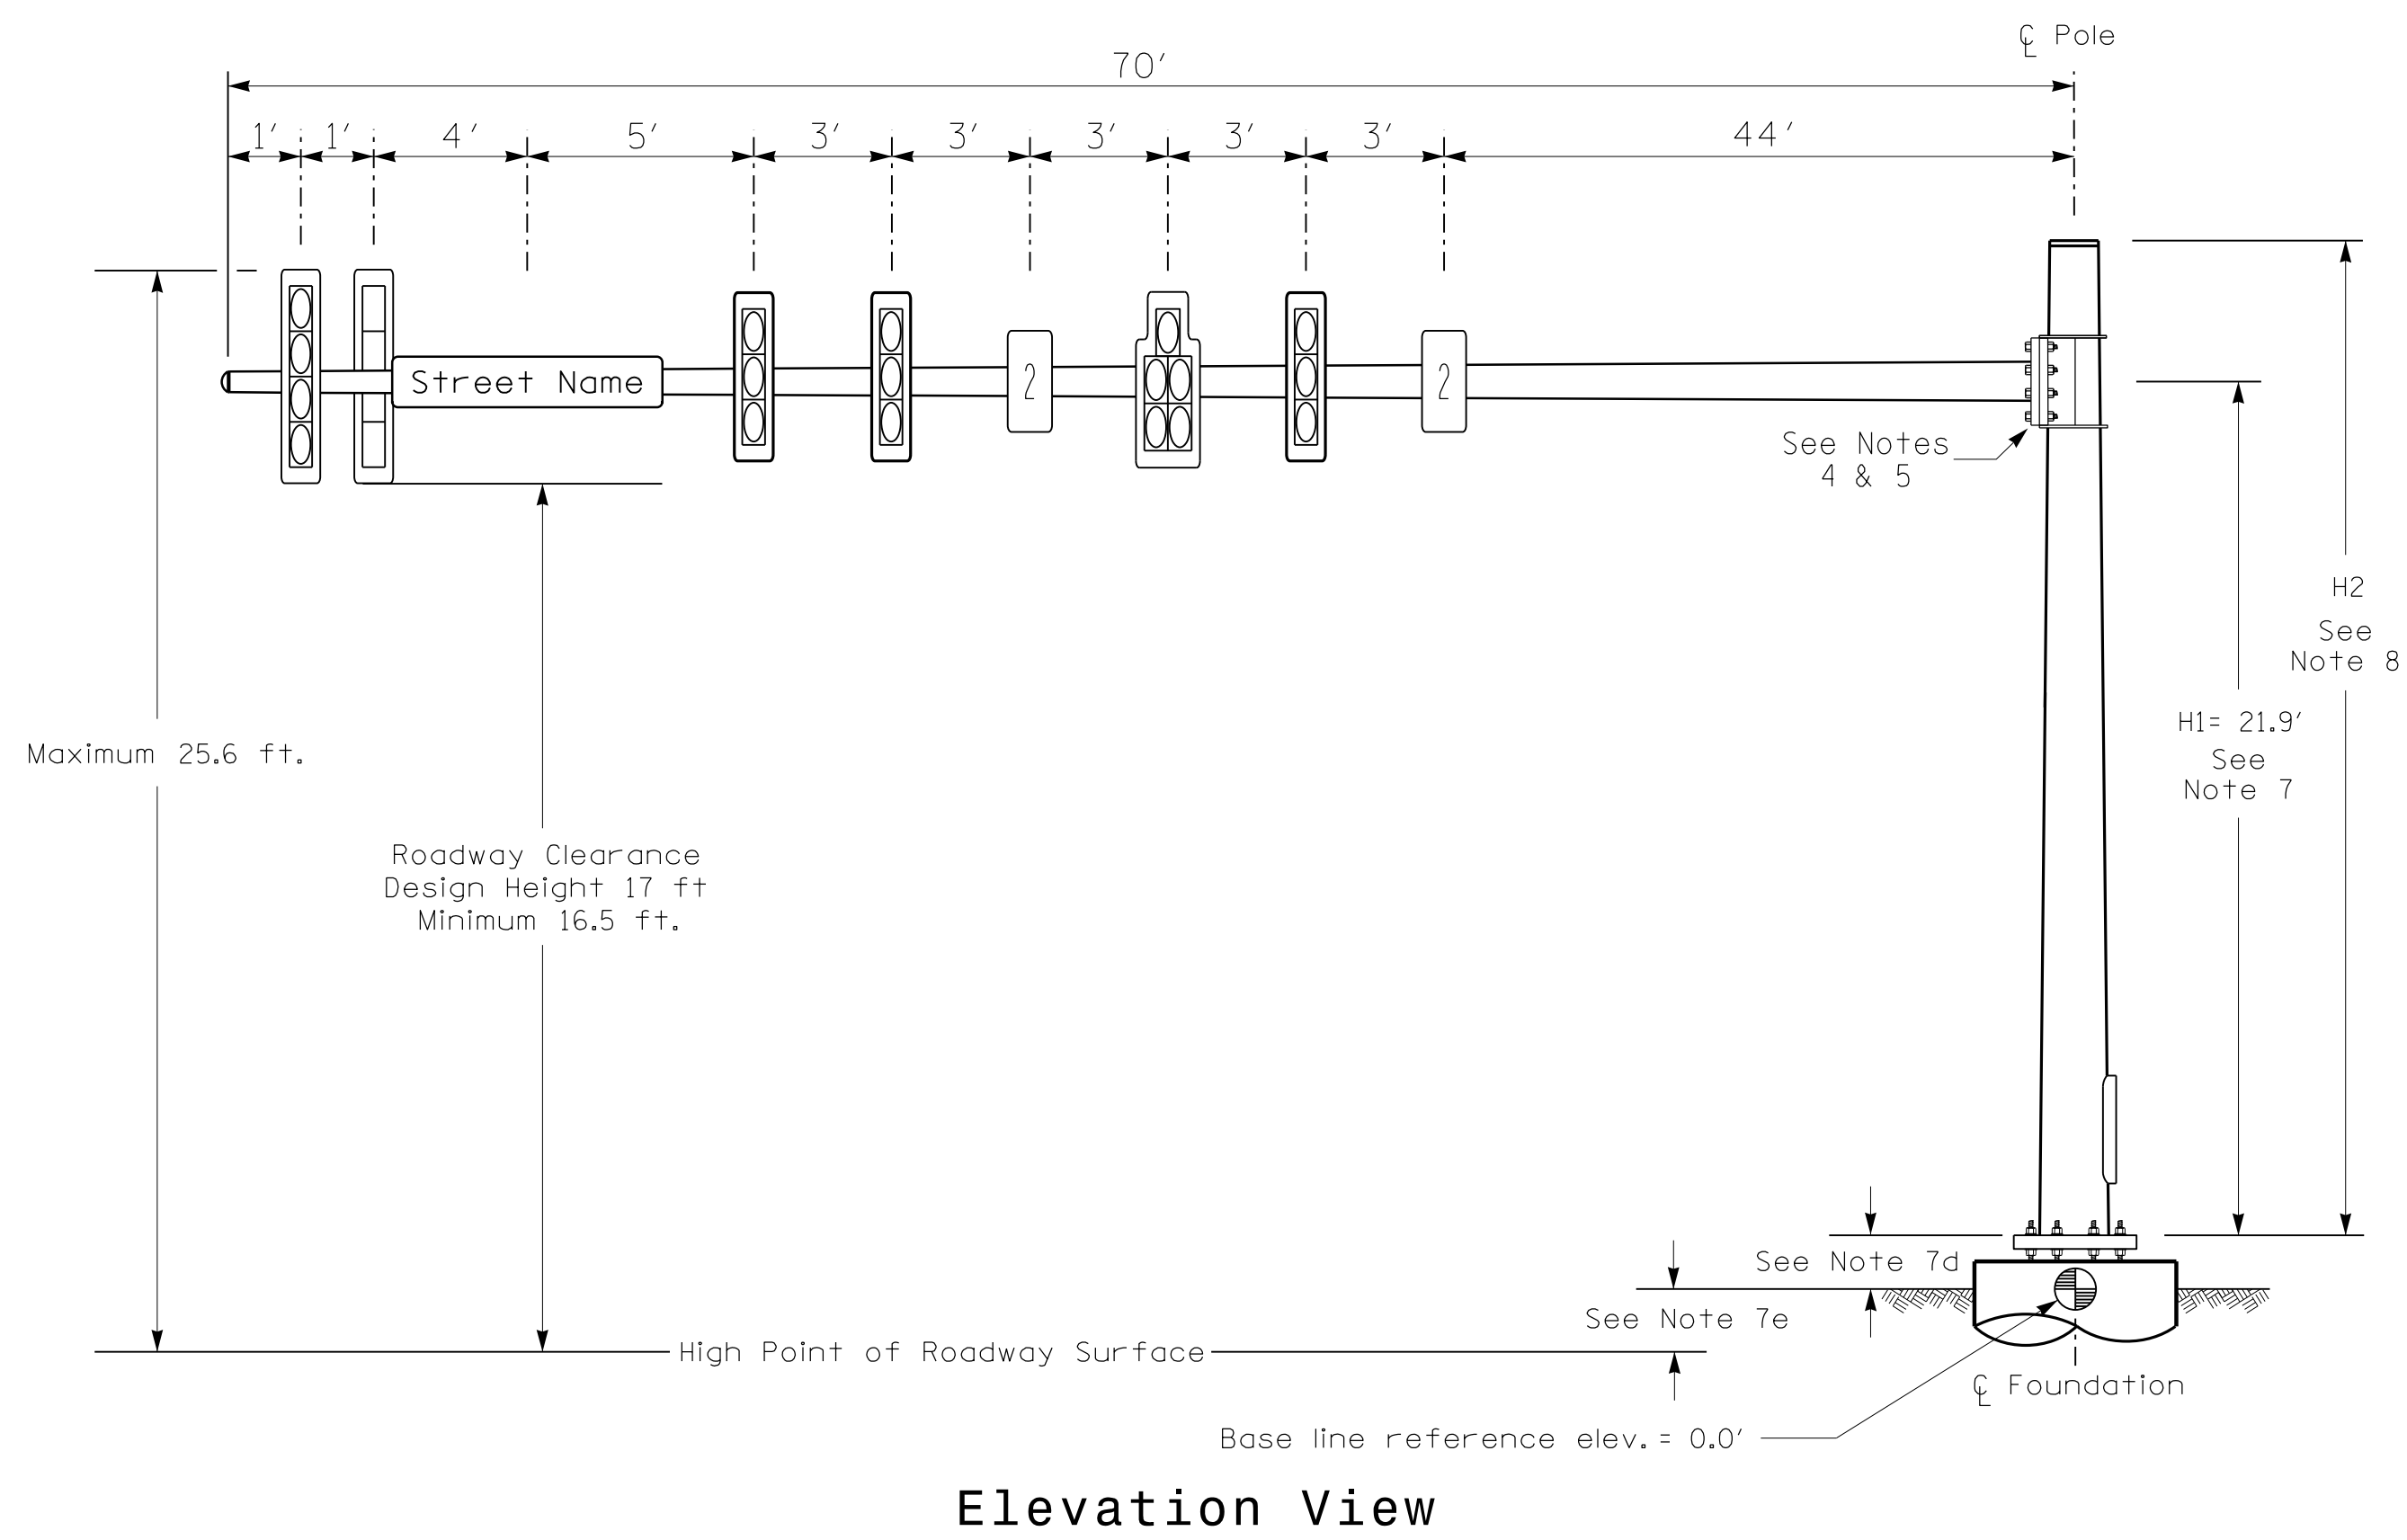 ℄ Pole
70'
1' 1' 4' 5' 3' 3' 3' 3' 3' 44'
Street Name
2
2
See Notes
4 & 5
H2
See
Note 8
H1= 21.9'
See
Note 7
Maximum 25.6 ft.
Roadway Clearance
Design Height 17 ft
Minimum 16.5 ft.
See Note 7d
See Note 7e
High Point of Roadway Surface
℄ Foundation
Base line reference elev.= 0.0'
Elevation View